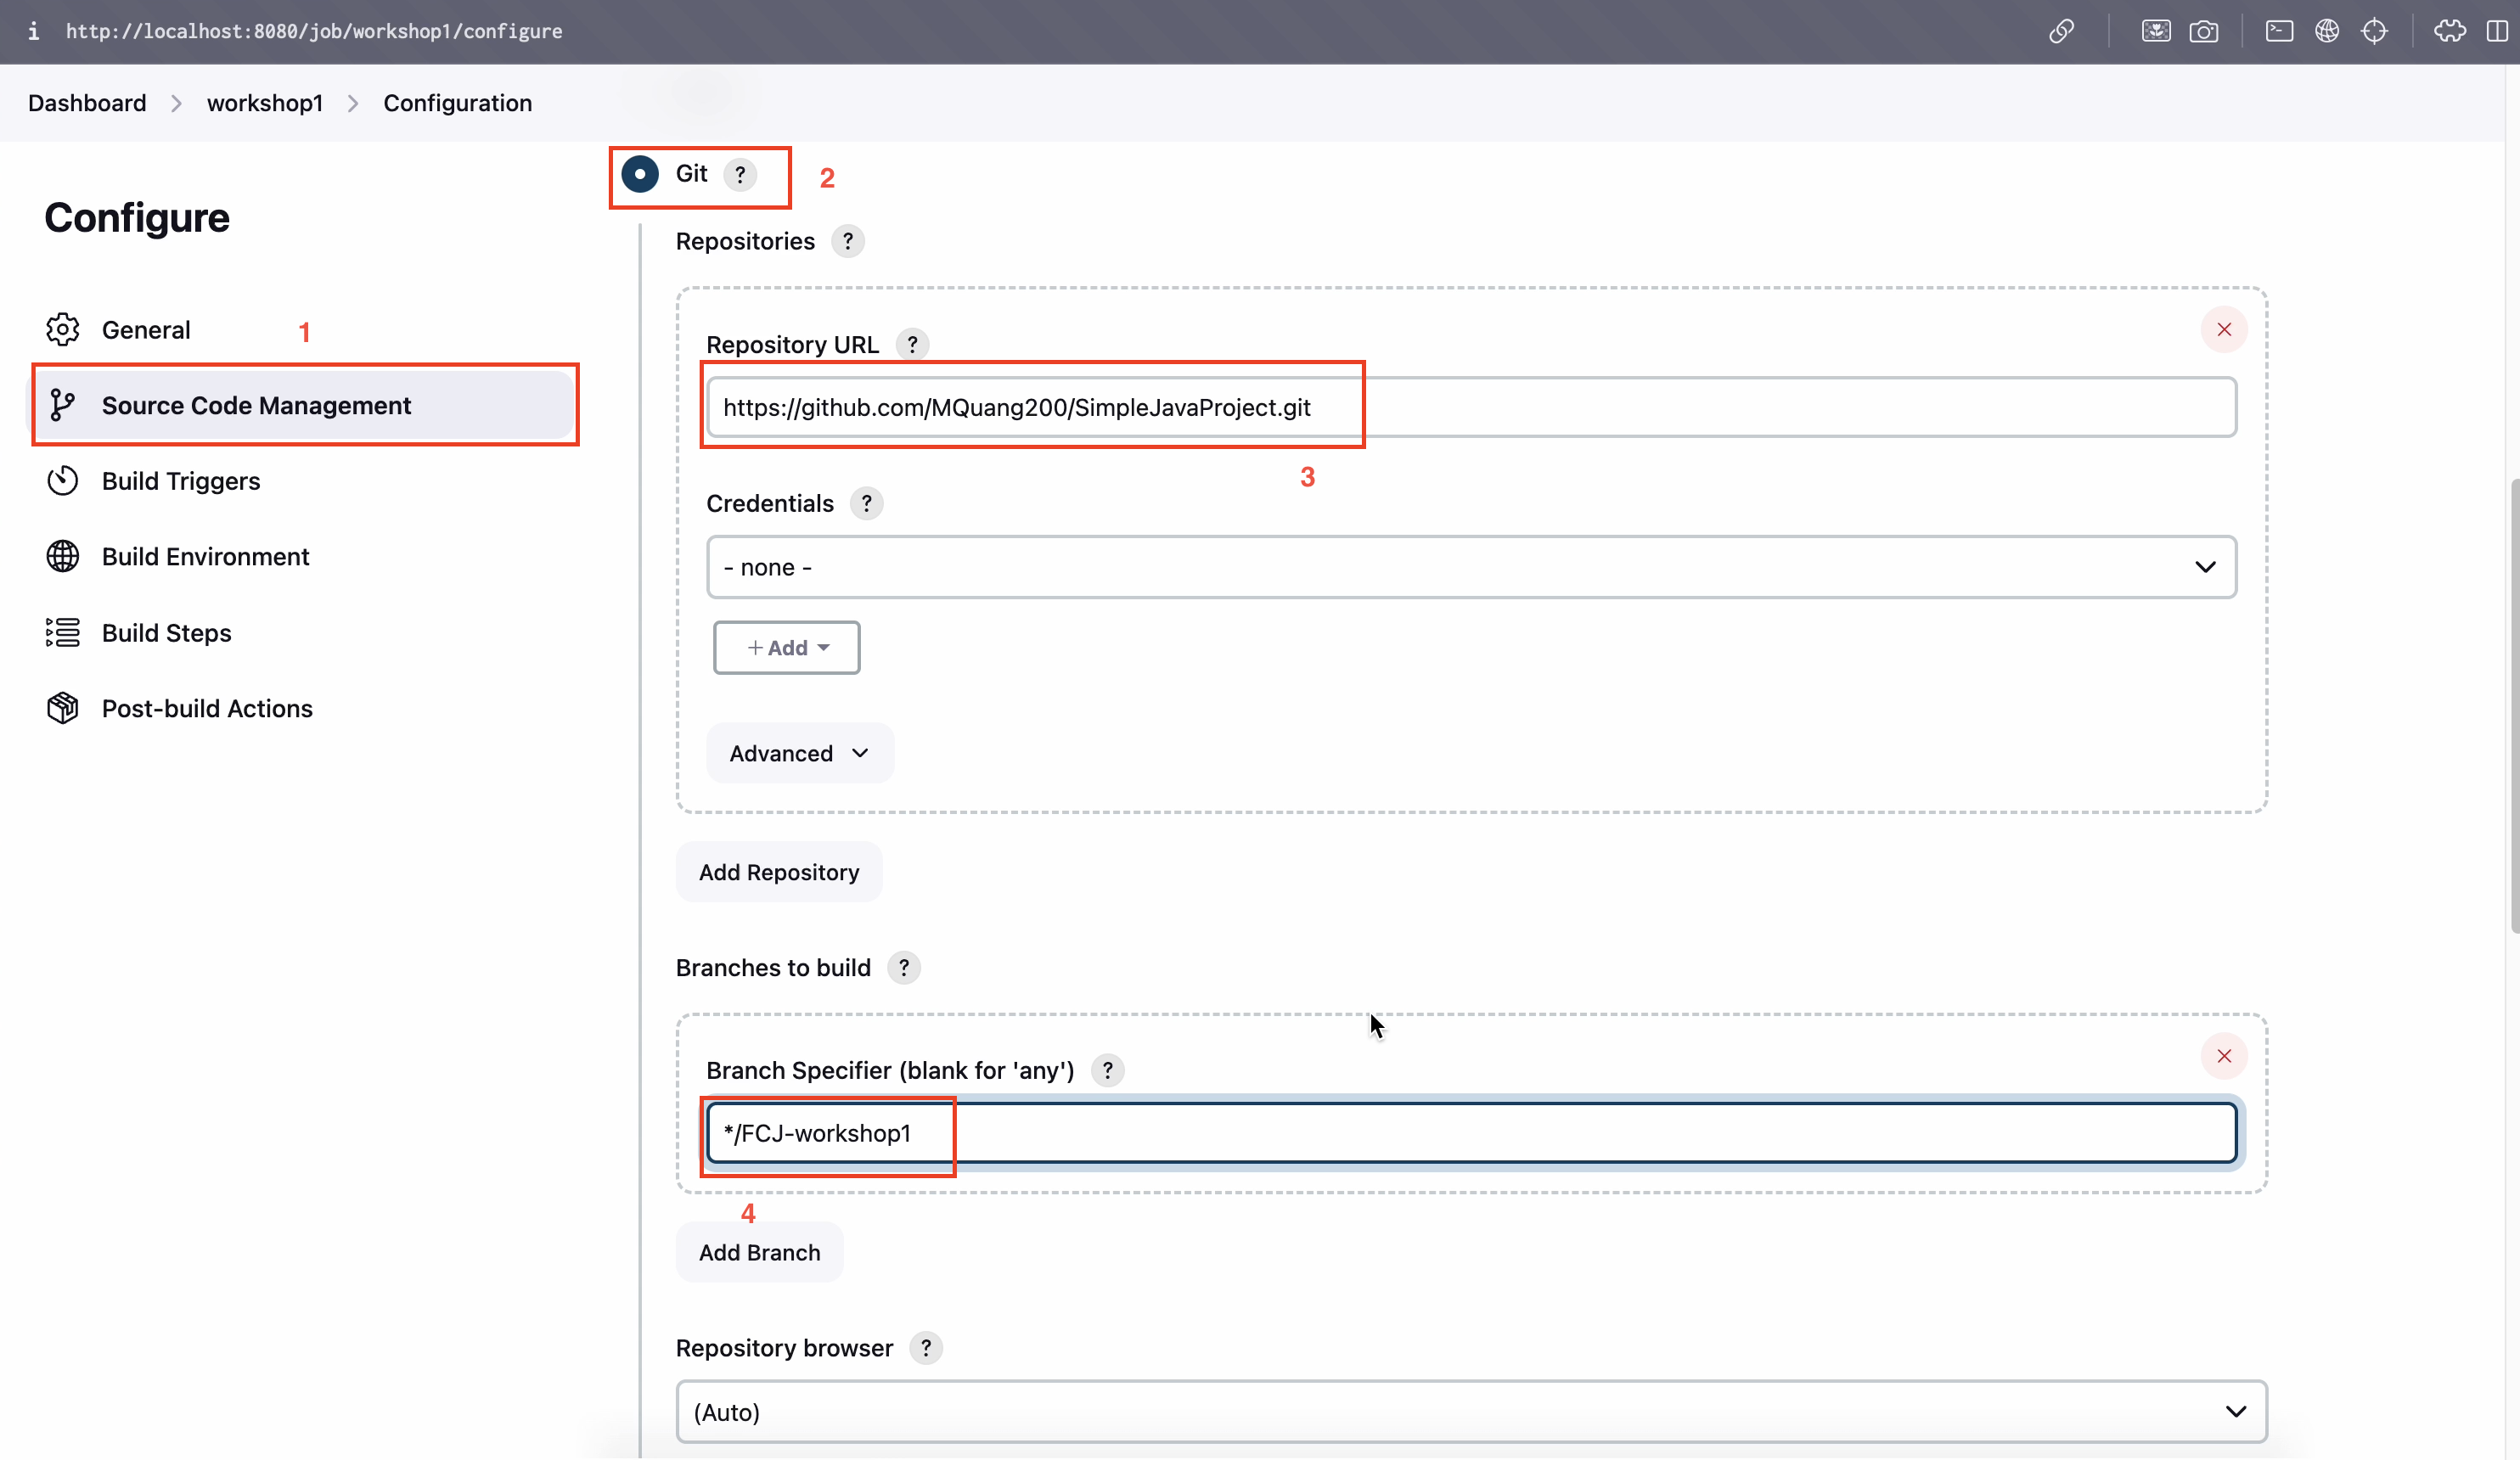 http://localhost:8080/job/workshop1/configure
Dashboard > workshop1 > Configuration
Configure
General
1
Source Code Management
Build Triggers
Build Environment
Build Steps
Post-build Actions
Git ?
2
Repositories ?
Repository URL ?
https://github.com/MQuang200/SimpleJavaProject.git
3
Credentials ?
- none -
+ Add
Advanced
Add Repository
Branches to build ?
Branch Specifier (blank for 'any') ?
*/FCJ-workshop1
4
Add Branch
Repository browser ?
(Auto)